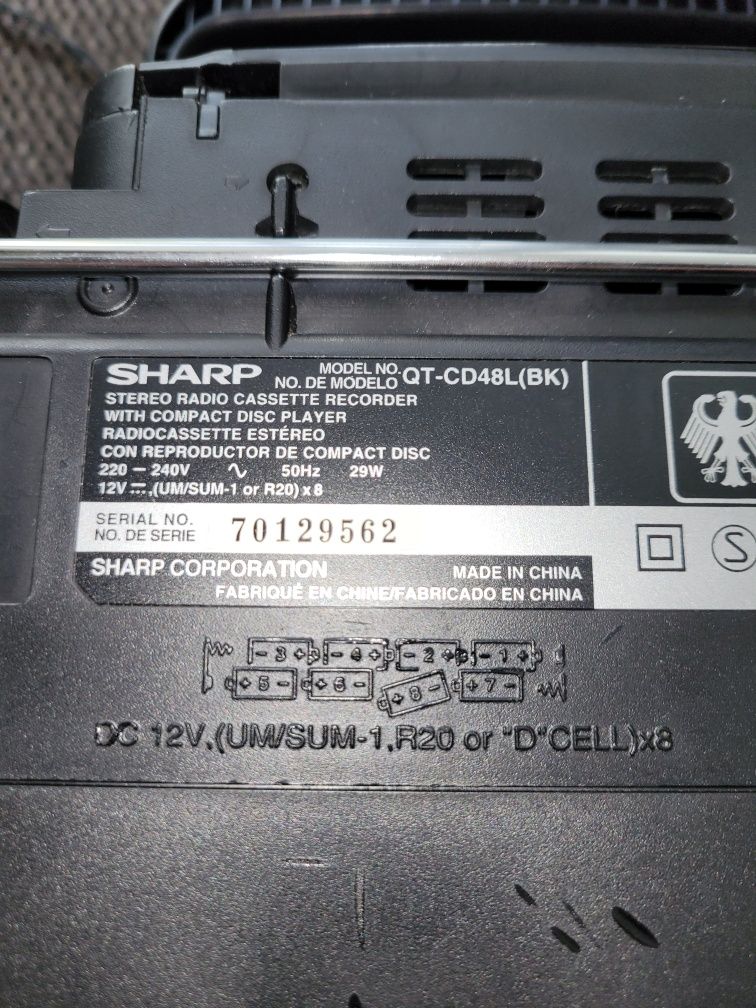 SHARP MODEL NO. QT-CD48L(BK)
NO. DE MODELO
STEREO RADIO CASSETTE RECORDER
WITH COMPACT DISC PLAYER
RADIOCASSETTE ESTÉREO
CON REPRODUCTOR DE COMPACT DISC
220 – 240V ∿ 50Hz 29W
12V ⎓ (UM/SUM-1 or R20) x 8
SERIAL NO.
NO. DE SERIE 70129562
S
SHARP CORPORATION MADE IN CHINA
FABRIQUÉ EN CHINE/FABRICADO EN CHINA
- 3 + - 4 + - 2 + - 1 +
+ 5 - + 6 - + 8 - + 7 -
DC 12V,(UM/SUM-1,R20 or "D"CELL)x8